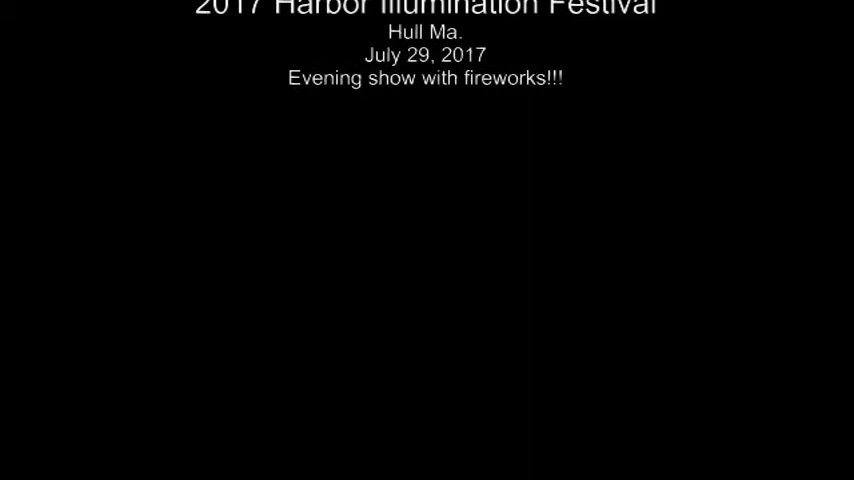 2017 Harbor Illumination Festival
Hull Ma.
July 29, 2017
Evening show with fireworks!!!